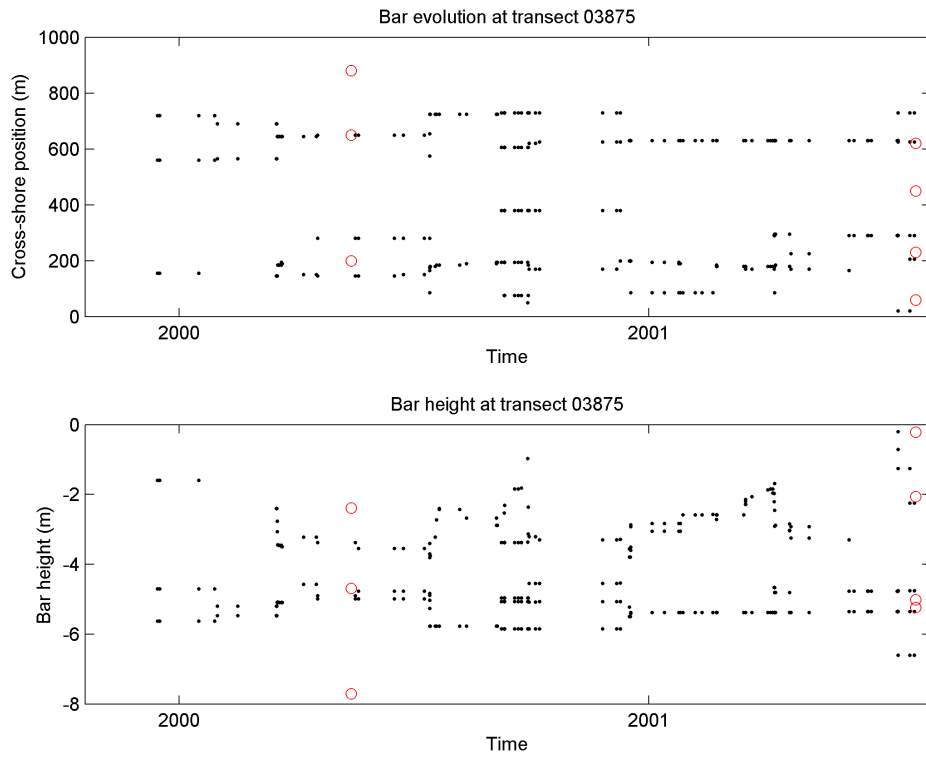 Bar evolution at transect 03875
1000
800
600
400
200
0
Cross-shore position (m)
2000
2001
Time
Bar height at transect 03875
0
-2
-4
-6
-8
Bar height (m)
2000
2001
Time